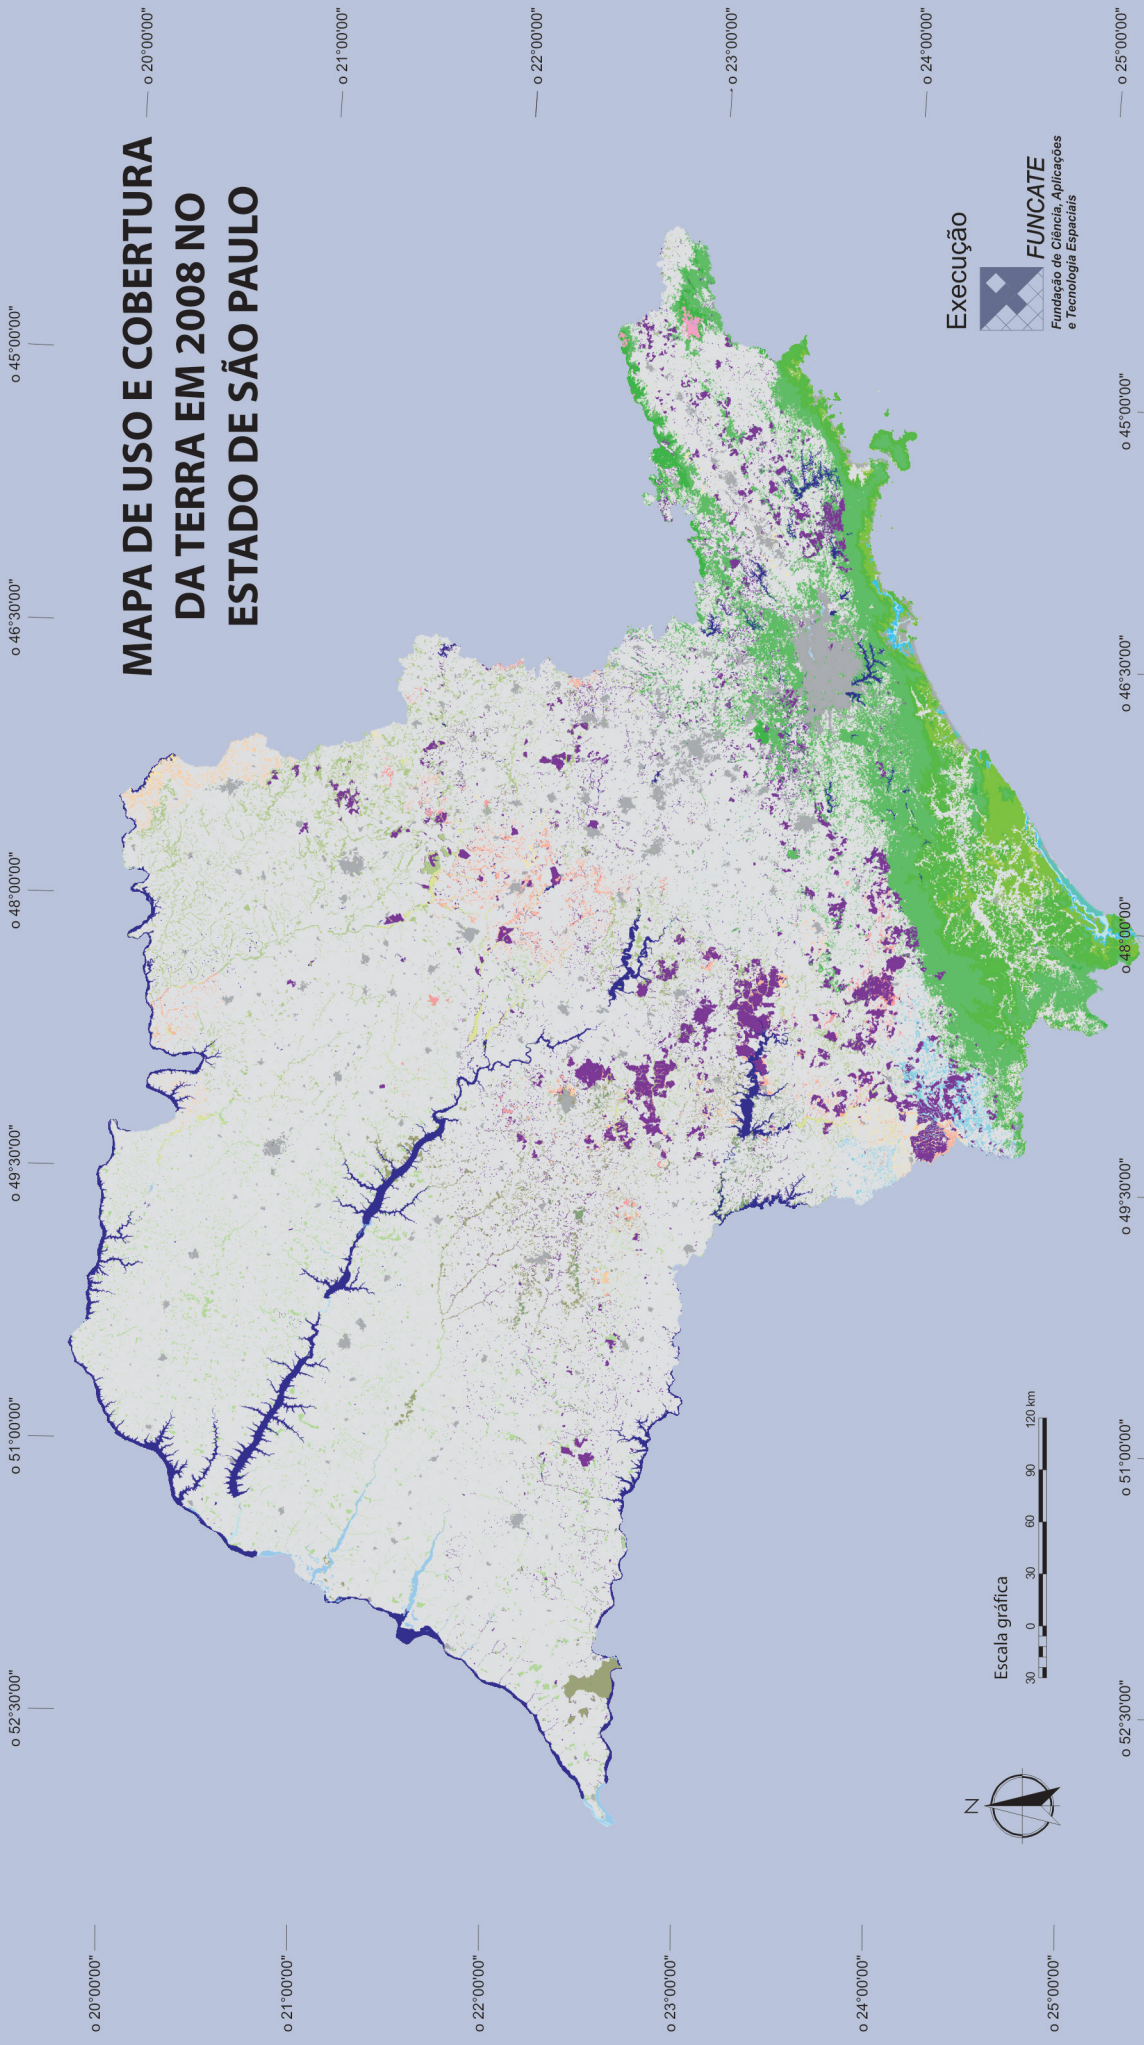 MAPA DE USO E COBERTURA
DA TERRA EM 2008 NO
ESTADO DE SÃO PAULO
o 52°30'00"
o 51°00'00"
o 49°30'00"
o 48°00'00"
o 46°30'00"
o 45°00'00"
o 20°00'00"
o 21°00'00"
o 22°00'00"
o 23°00'00"
o 24°00'00"
o 25°00'00"
o 20°00'00"
o 21°00'00"
o 22°00'00"
o 23°00'00"
o 24°00'00"
o 25°00'00"
N
Escala gráfica
30 0 30 60 90 120 km
Execução
FUNCATE
Fundação de Ciência, Aplicações
e Tecnologia Espaciais
o 52°30'00"
o 51°00'00"
o 49°30'00"
o 48°00'00"
o 46°30'00"
o 45°00'00"